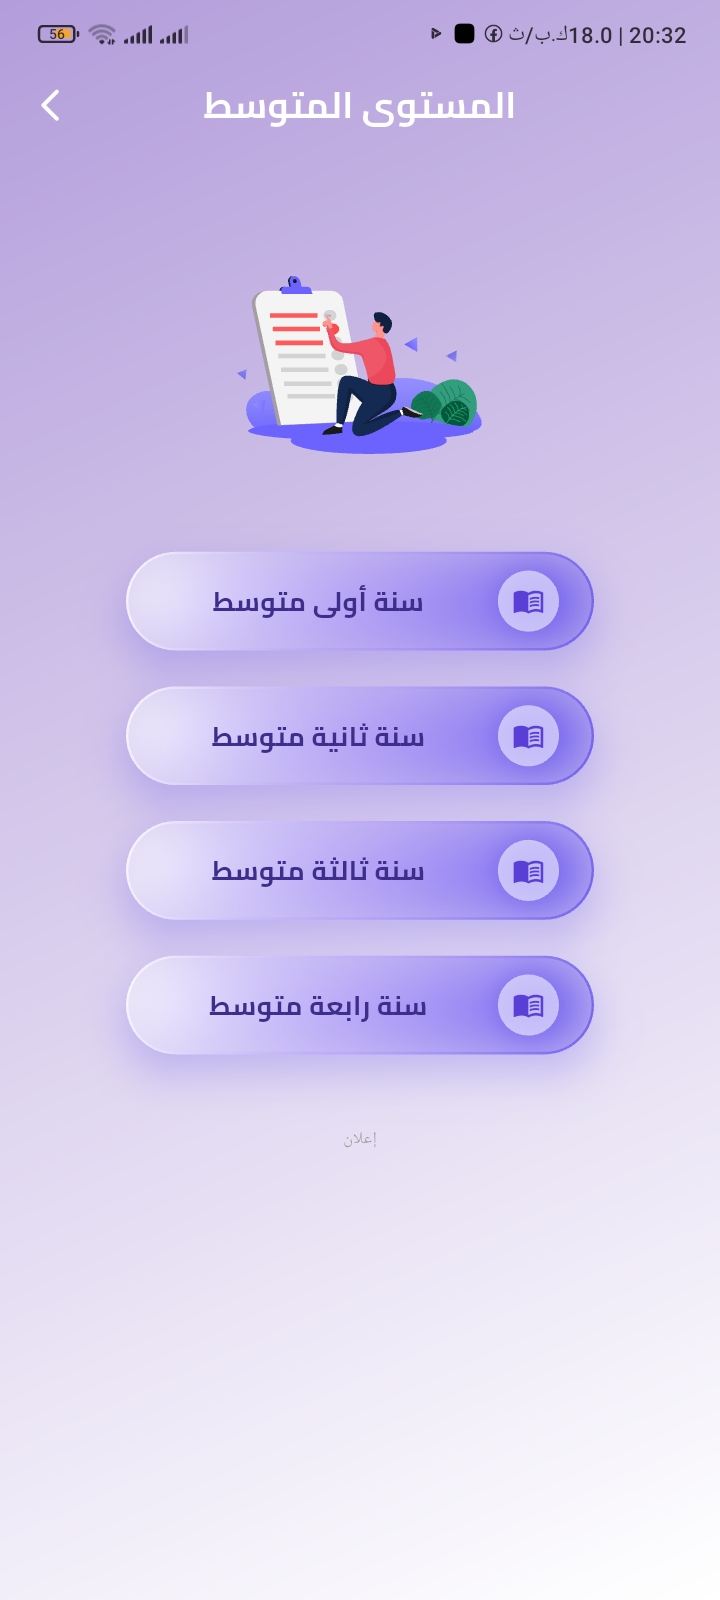 20:32 | 18.0ك.ب/ث
56
المستوى المتوسط
سنة أولى متوسط
سنة ثانية متوسط
سنة ثالثة متوسط
سنة رابعة متوسط
إعلان